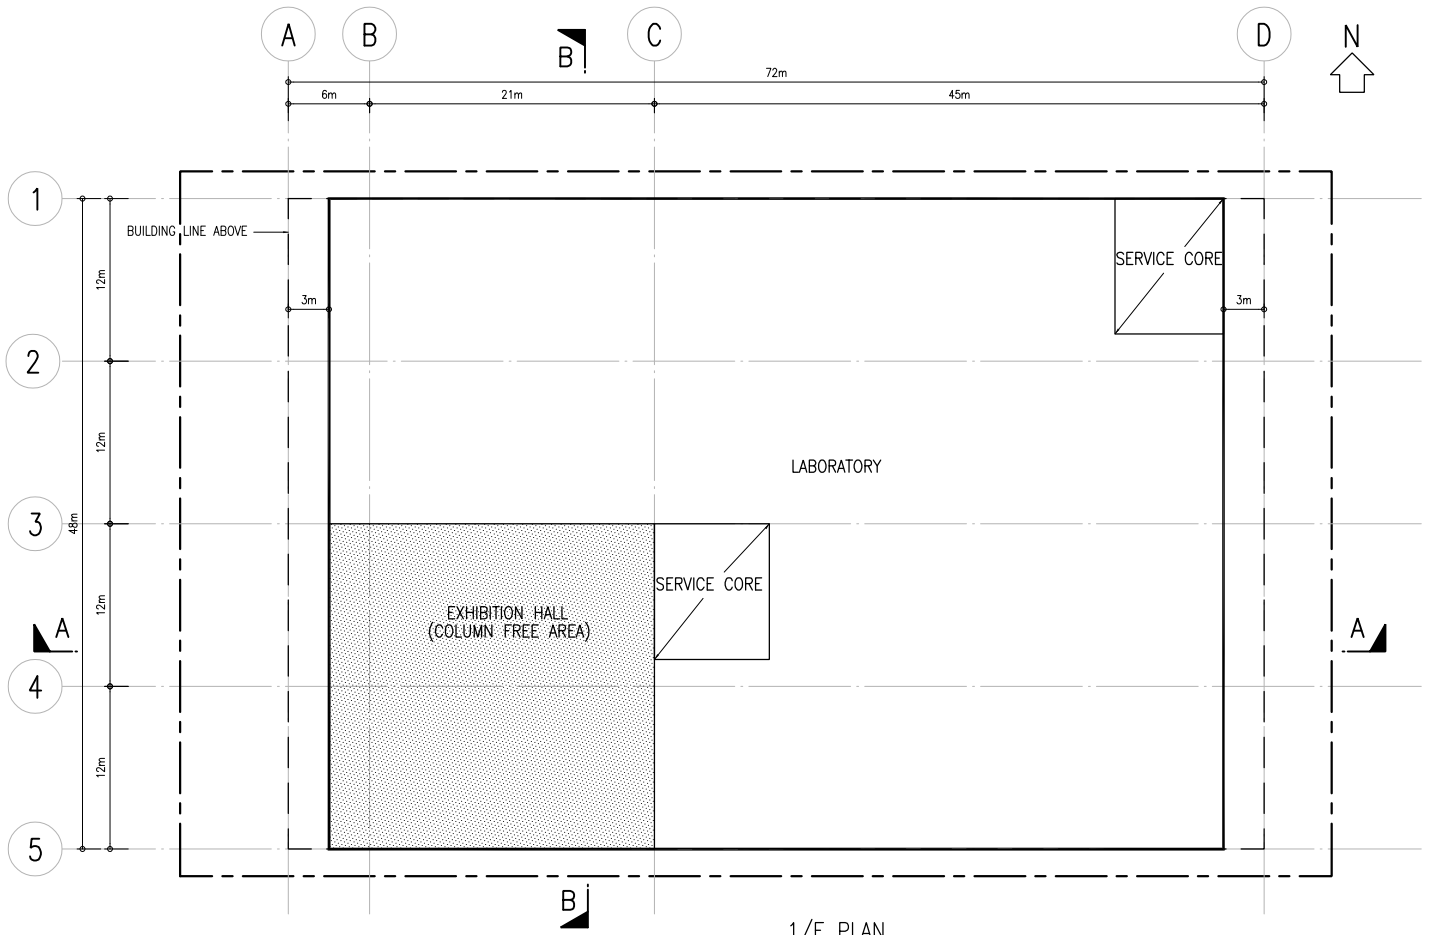 A B C D
B
N
72m
6m 21m 45m
1
BUILDING LINE ABOVE
SERVICE CORE
12m
3m 3m
2
12m
LABORATORY
3
48m
SERVICE CORE
12m
EXHIBITION HALL
(COLUMN FREE AREA)
A A
4
12m
5
B
1/F PLAN